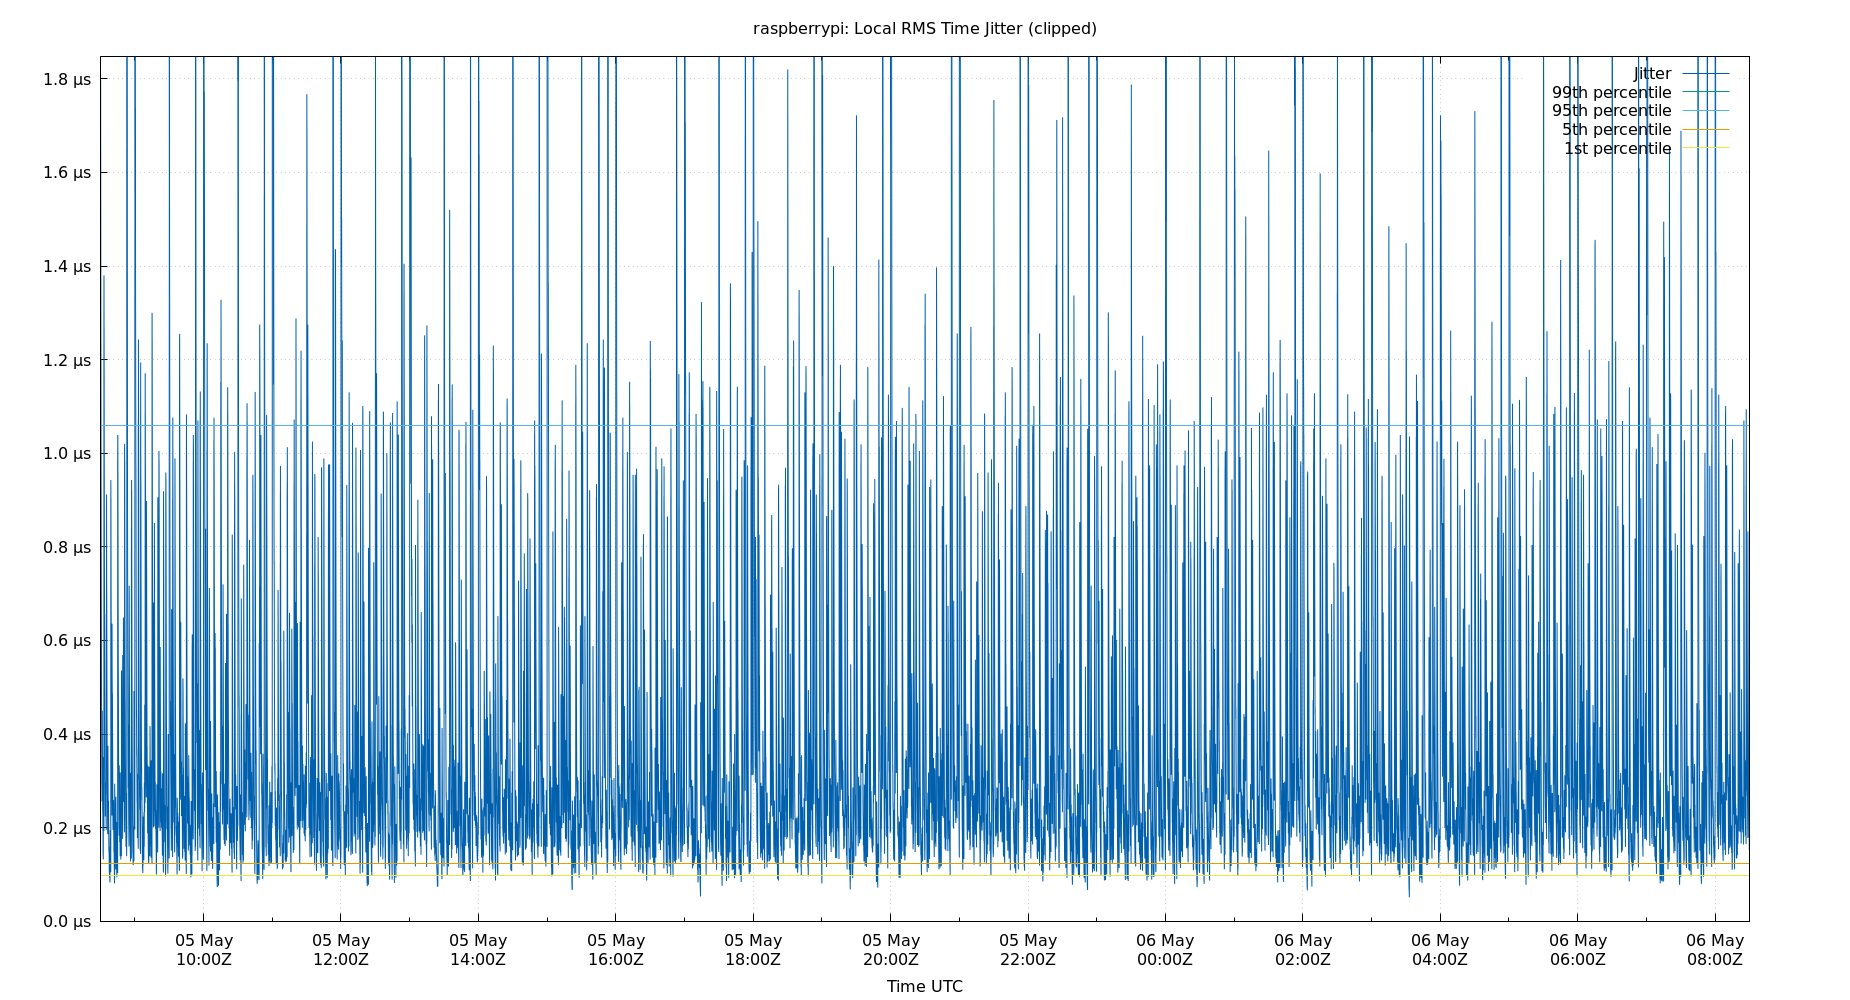 raspberrypi: Local RMS Time Jitter (clipped)
1.8 µs
1.6 µs
1.4 µs
1.2 µs
1.0 µs
0.8 µs
0.6 µs
0.4 µs
0.2 µs
0.0 µs
Jitter
99th percentile
95th percentile
5th percentile
1st percentile
05 May 05 May 05 May 05 May 05 May 05 May 05 May 06 May 06 May 06 May 06 May 06 May
10:00Z 12:00Z 14:00Z 16:00Z 18:00Z 20:00Z 22:00Z 00:00Z 02:00Z 04:00Z 06:00Z 08:00Z
Time UTC